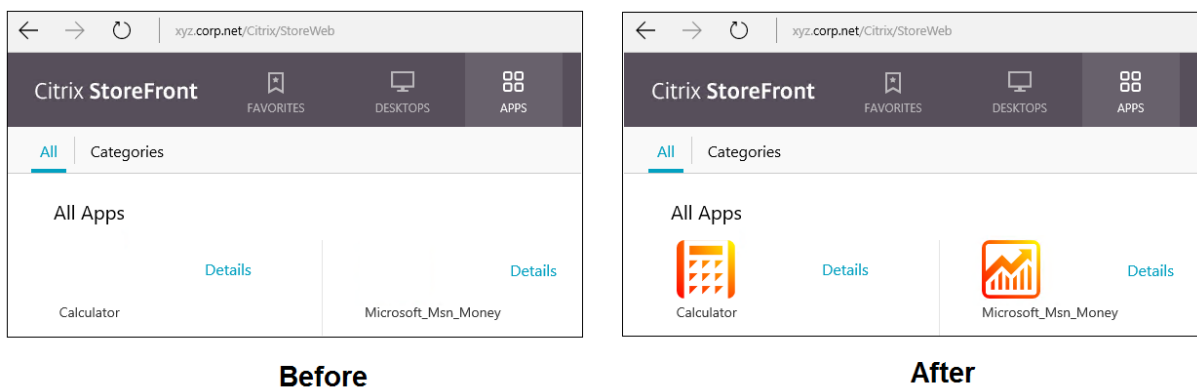 xyz.corp.net/Citrix/StoreWeb
Citrix StoreFront
FAVORITES
DESKTOPS
APPS
All
Categories
All Apps
Details
Details
Calculator
Microsoft_Msn_Money
Before
xyz.corp.net/Citrix/StoreWeb
Citrix StoreFront
FAVORITES
DESKTOPS
APPS
All
Categories
All Apps
Details
Details
Calculator
Microsoft_Msn_Money
After